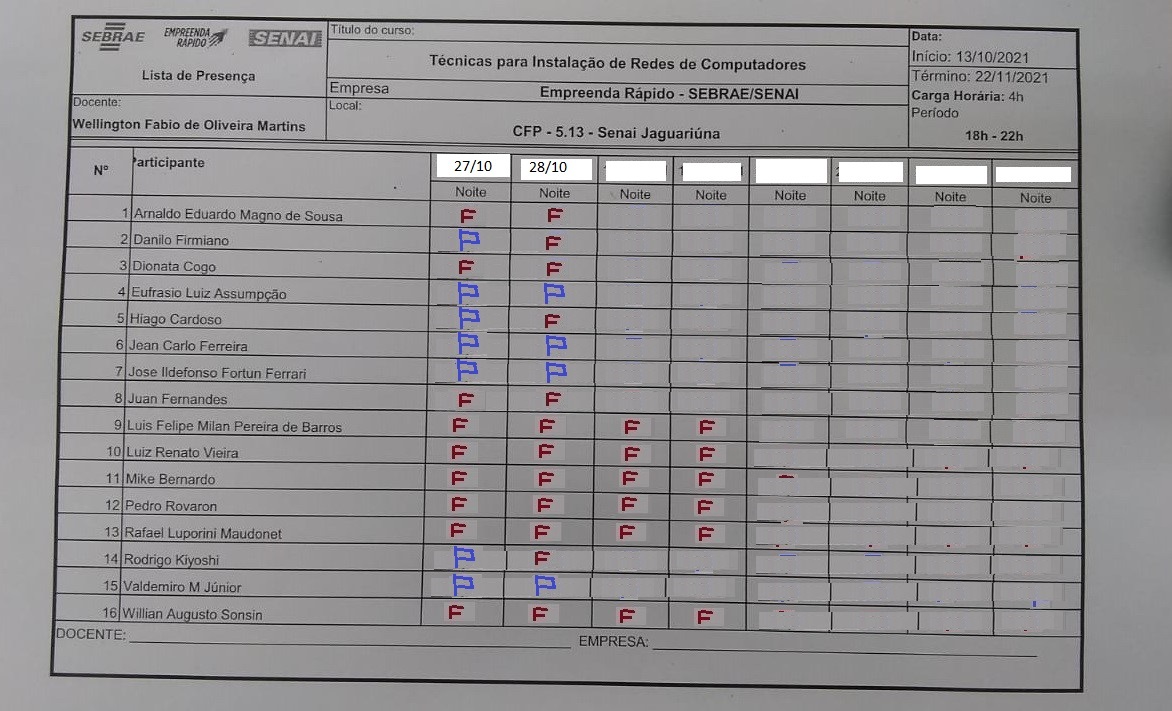 SEBRAE EMPREENDA RÁPIDO SENAI
Lista de Presença
Docente:
Wellington Fabio de Oliveira Martins
Título do curso:
Técnicas para Instalação de Redes de Computadores
Empresa Empreenda Rápido - SEBRAE/SENAI
Local:
CFP - 5.13 - Senai Jaguariúna
Data:
Início: 13/10/2021
Término: 22/11/2021
Carga Horária: 4h
Período
18h - 22h
Nº Participante 27/10 28/10
Noite Noite Noite Noite Noite Noite Noite Noite
1 Arnaldo Eduardo Magno de Sousa F F
2 Danilo Firmiano P F
3 Dionata Cogo F F
4 Eufrasio Luiz Assumpção P P
5 Hiago Cardoso P F
6 Jean Carlo Ferreira P P
7 Jose Ildefonso Fortun Ferrari P P
8 Juan Fernandes F F
9 Luis Felipe Milan Pereira de Barros F F F F
10 Luiz Renato Vieira F F F F
11 Mike Bernardo F F F F
12 Pedro Rovaron F F F F
13 Rafael Luporini Maudonet F F F F
14 Rodrigo Kiyoshi P F
15 Valdemiro M Júnior P P
16 Willian Augusto Sonsin F F F F
DOCENTE: EMPRESA: